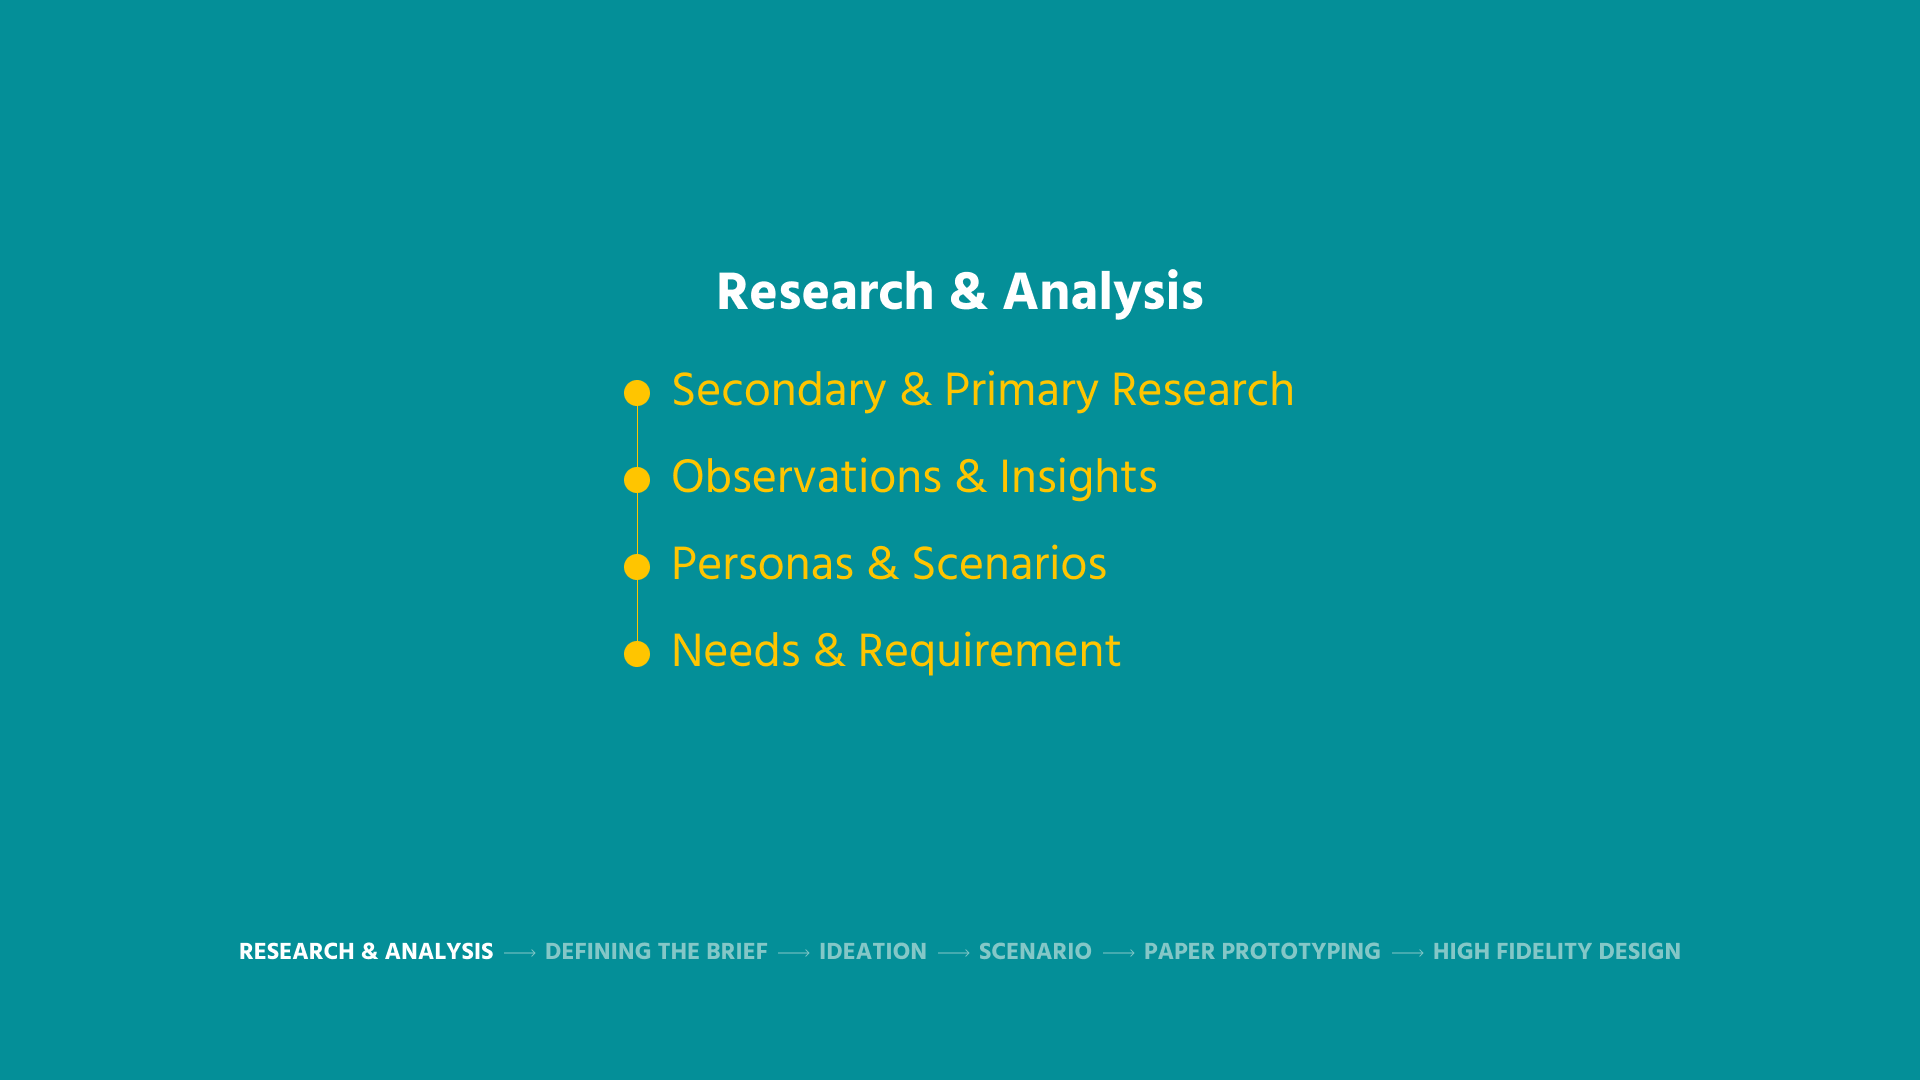 Research & Analysis
Secondary & Primary Research
Observations & Insights
Personas & Scenarios
Needs & Requirement
RESEARCH & ANALYSIS → DEFINING THE BRIEF → IDEATION → SCENARIO → PAPER PROTOTYPING → HIGH FIDELITY DESIGN